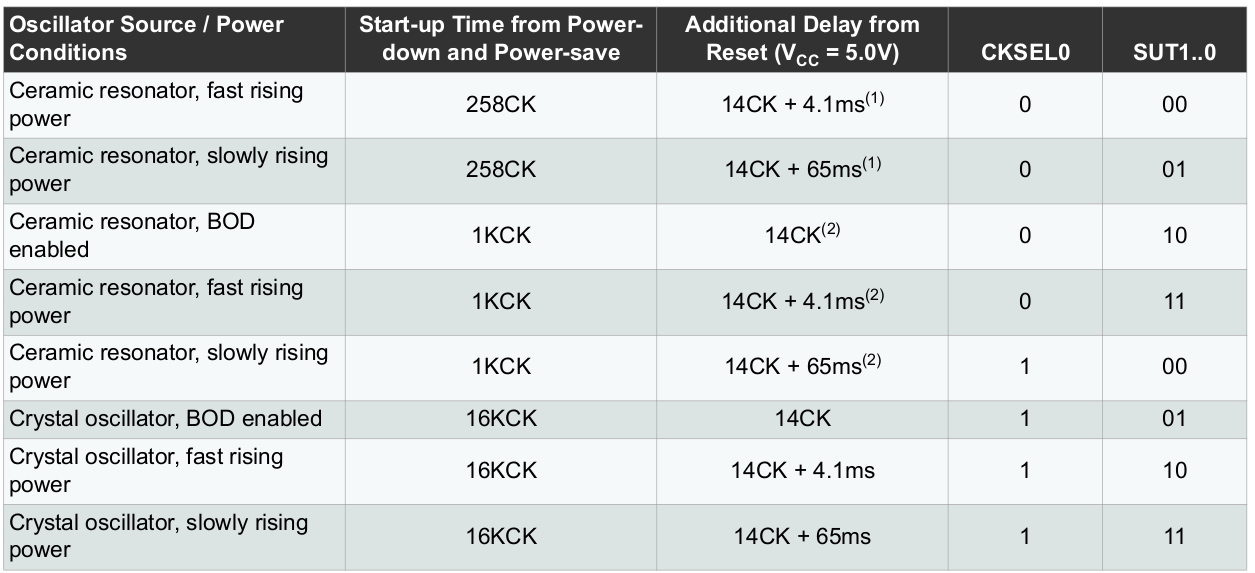 Oscillator Source / Power Conditions | Start-up Time from Power-down and Power-save | Additional Delay from Reset (VCC = 5.0V) | CKSEL0 | SUT1..0
Ceramic resonator, fast rising power | 258CK | 14CK + 4.1ms(1) | 0 | 00
Ceramic resonator, slowly rising power | 258CK | 14CK + 65ms(1) | 0 | 01
Ceramic resonator, BOD enabled | 1KCK | 14CK(2) | 0 | 10
Ceramic resonator, fast rising power | 1KCK | 14CK + 4.1ms(2) | 0 | 11
Ceramic resonator, slowly rising power | 1KCK | 14CK + 65ms(2) | 1 | 00
Crystal oscillator, BOD enabled | 16KCK | 14CK | 1 | 01
Crystal oscillator, fast rising power | 16KCK | 14CK + 4.1ms | 1 | 10
Crystal oscillator, slowly rising power | 16KCK | 14CK + 65ms | 1 | 11